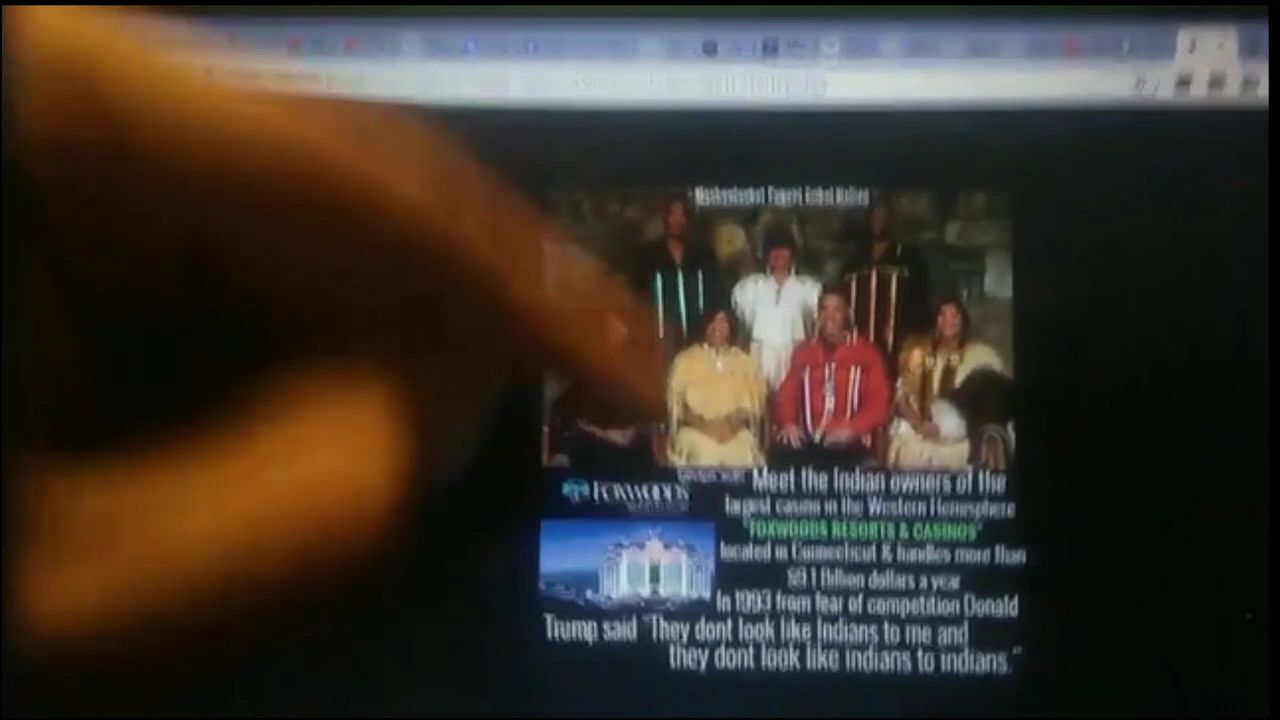 FOXWOODS
Meet the Indian owners of the
largest casino in the Western Hemisphere
"FOXWOODS RESORTS & CASINOS"
located in Connecticut & handles more than
$9.1 Billion dollars a year
In 1993 from fear of competition Donald
Trump said "They dont look like Indians to me and
they dont look like indians to indians."